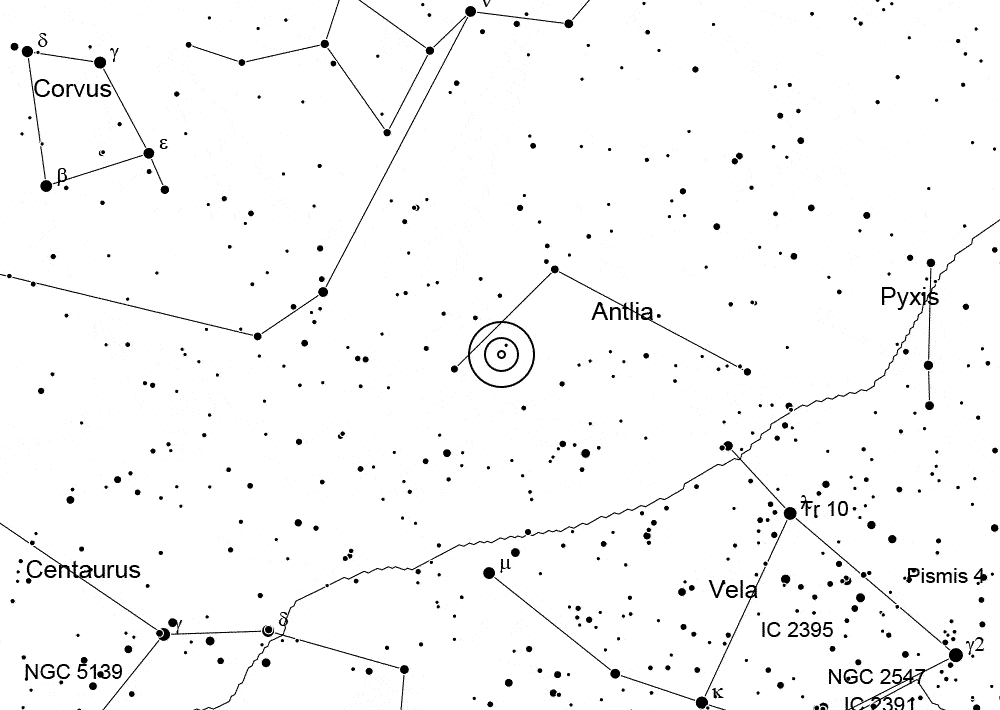 ν
δ
γ
Corvus
ε
β
Pyxis
Antlia
λ
Tr 10
Centaurus
μ
Pismis 4
Vela
γ
δ
IC 2395
γ2
NGC 5139
NGC 2547
κ
IC 2391